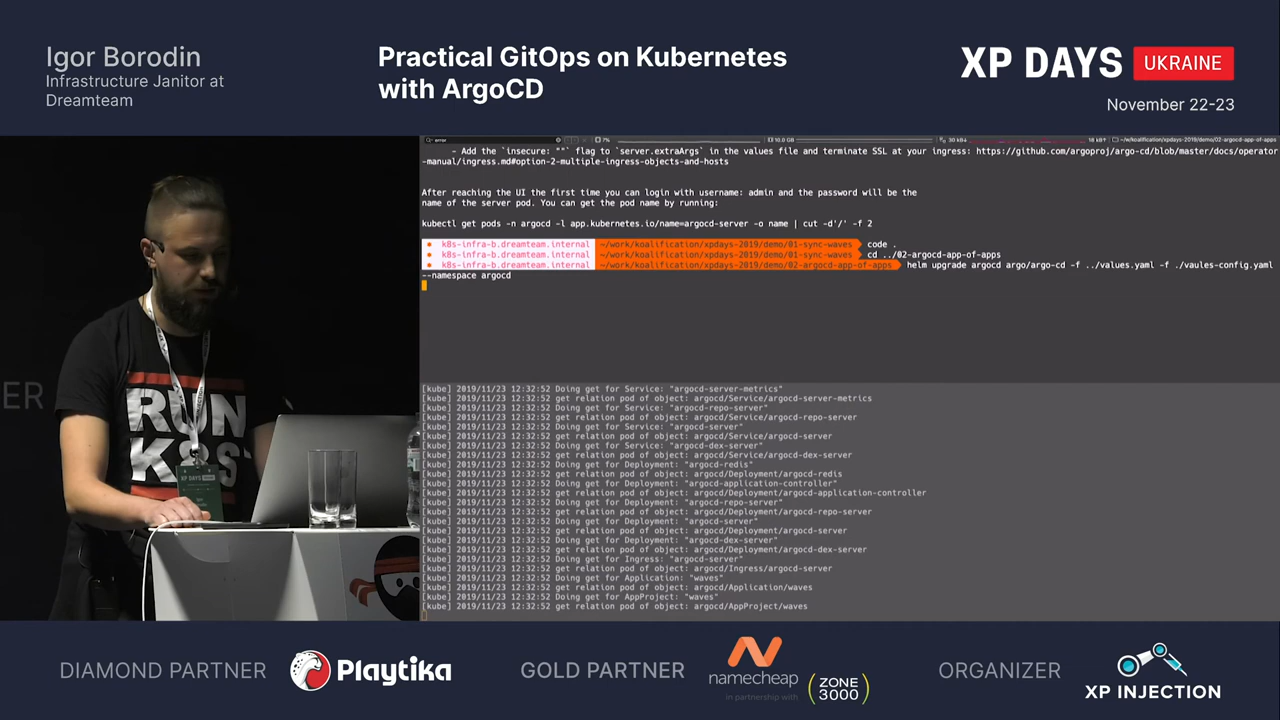 Igor Borodin
Infrastructure Janitor at
Dreamteam
Practical GitOps on Kubernetes
with ArgoCD
XP DAYS UKRAINE
November 22-23
- Add the `insecure: ""` flag to `server.extraArgs` in the values file and terminate SSL at your ingress: https://github.com/argoproj/argo-cd/blob/master/docs/operator
-manual/ingress.md#option-2-multiple-ingress-objects-and-hosts
After reaching the UI the first time you can login with username: admin and the password will be the
name of the server pod. You can get the pod name by running:
kubectl get pods -n argocd -l app.kubernetes.io/name=argocd-server -o name | cut -d'/' -f 2
k8s-infra-b.dreamteam.internal ~/work/koalification/xpdays-2019/demo/01-sync-waves code .
k8s-infra-b.dreamteam.internal ~/work/koalification/xpdays-2019/demo/01-sync-waves cd ../02-argocd-app-of-apps
k8s-infra-b.dreamteam.internal ~/work/koalification/xpdays-2019/demo/02-argocd-app-of-apps helm upgrade argocd argo/argo-cd -f ../values.yaml -f ./vaules-config.yaml
--namespace argocd
[kube] 2019/11/23 12:32:52 Doing get for Service: "argocd-server-metrics"
[kube] 2019/11/23 12:32:52 get relation pod of object: argocd/Service/argocd-server-metrics
[kube] 2019/11/23 12:32:52 Doing get for Service: "argocd-repo-server"
[kube] 2019/11/23 12:32:52 get relation pod of object: argocd/Service/argocd-repo-server
[kube] 2019/11/23 12:32:52 Doing get for Service: "argocd-server"
[kube] 2019/11/23 12:32:52 get relation pod of object: argocd/Service/argocd-server
[kube] 2019/11/23 12:32:52 Doing get for Service: "argocd-dex-server"
[kube] 2019/11/23 12:32:52 get relation pod of object: argocd/Service/argocd-dex-server
[kube] 2019/11/23 12:32:52 Doing get for Deployment: "argocd-redis"
[kube] 2019/11/23 12:32:52 get relation pod of object: argocd/Deployment/argocd-redis
[kube] 2019/11/23 12:32:52 Doing get for Deployment: "argocd-application-controller"
[kube] 2019/11/23 12:32:52 get relation pod of object: argocd/Deployment/argocd-application-controller
[kube] 2019/11/23 12:32:52 Doing get for Deployment: "argocd-repo-server"
[kube] 2019/11/23 12:32:52 get relation pod of object: argocd/Deployment/argocd-repo-server
[kube] 2019/11/23 12:32:52 Doing get for Deployment: "argocd-server"
[kube] 2019/11/23 12:32:52 get relation pod of object: argocd/Deployment/argocd-server
[kube] 2019/11/23 12:32:52 Doing get for Deployment: "argocd-dex-server"
[kube] 2019/11/23 12:32:52 get relation pod of object: argocd/Deployment/argocd-dex-server
[kube] 2019/11/23 12:32:52 Doing get for Ingress: "argocd-server"
[kube] 2019/11/23 12:32:52 get relation pod of object: argocd/Ingress/argocd-server
[kube] 2019/11/23 12:32:52 Doing get for Application: "waves"
[kube] 2019/11/23 12:32:52 get relation pod of object: argocd/Application/waves
[kube] 2019/11/23 12:32:52 Doing get for AppProject: "waves"
[kube] 2019/11/23 12:32:52 get relation pod of object: argocd/AppProject/waves
ER
RUN
K8S
XP DAYS
DIAMOND PARTNER
Playtika
GOLD PARTNER
namecheap
in partnership with
ZONE
3000
ORGANIZER
XP INJECTION